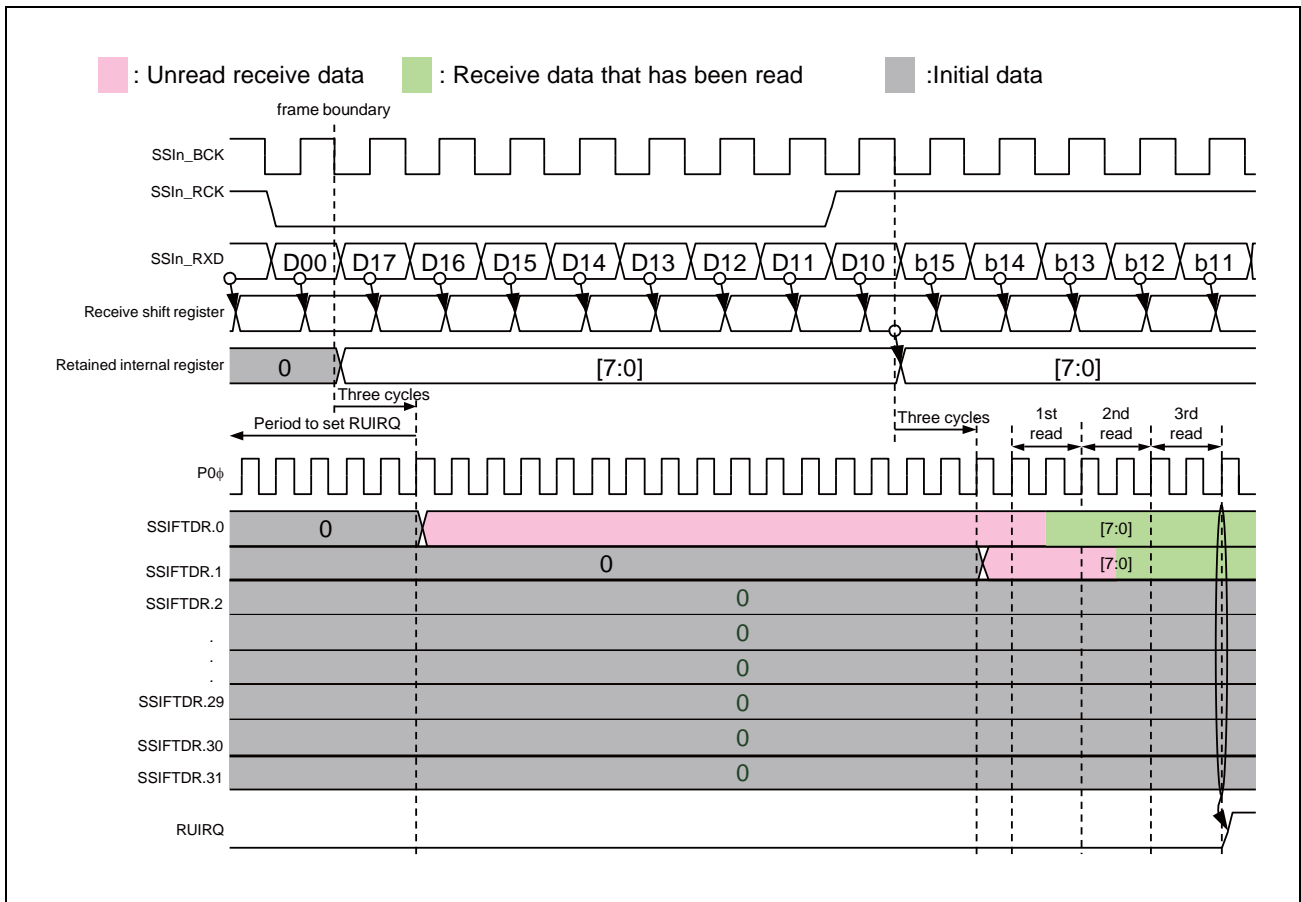 : Unread receive data : Receive data that has been read :Initial data
frame boundary
SSIn_BCK
SSIn_RCK
SSIn_RXD D00 D17 D16 D15 D14 D13 D12 D11 D10 b15 b14 b13 b12 b11
Receive shift register
Retained internal register 0 [7:0] [7:0]
Three cycles
Period to set RUIRQ
Three cycles
1st read
2nd read
3rd read
P0ϕ
SSIFTDR.0 0 [7:0]
SSIFTDR.1 0 [7:0]
SSIFTDR.2 0
. 0
. 0
.
SSIFTDR.29 0
SSIFTDR.30 0
SSIFTDR.31 0
RUIRQ